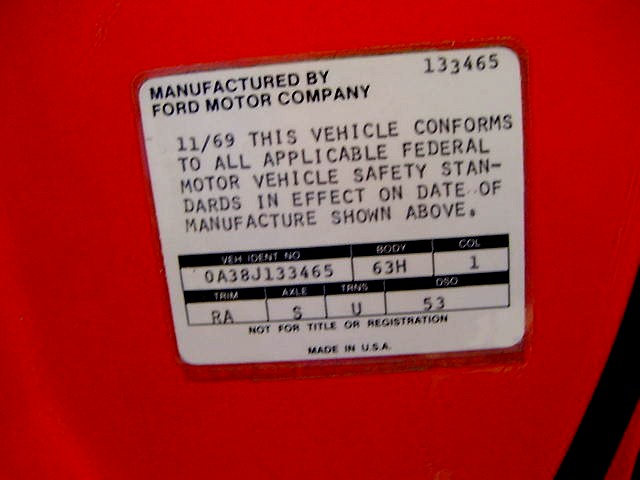 133465
MANUFACTURED BY
FORD MOTOR COMPANY
11/69 THIS VEHICLE CONFORMS
TO ALL APPLICABLE FEDERAL
MOTOR VEHICLE SAFETY STAN-
DARDS IN EFFECT ON DATE OF
MANUFACTURE SHOWN ABOVE.
VEH IDENT NO BODY COL
0A38J133465 63H 1
TRIM AXLE TRNS DSO
RA S U 53
NOT FOR TITLE OR REGISTRATION
MADE IN U.S.A.